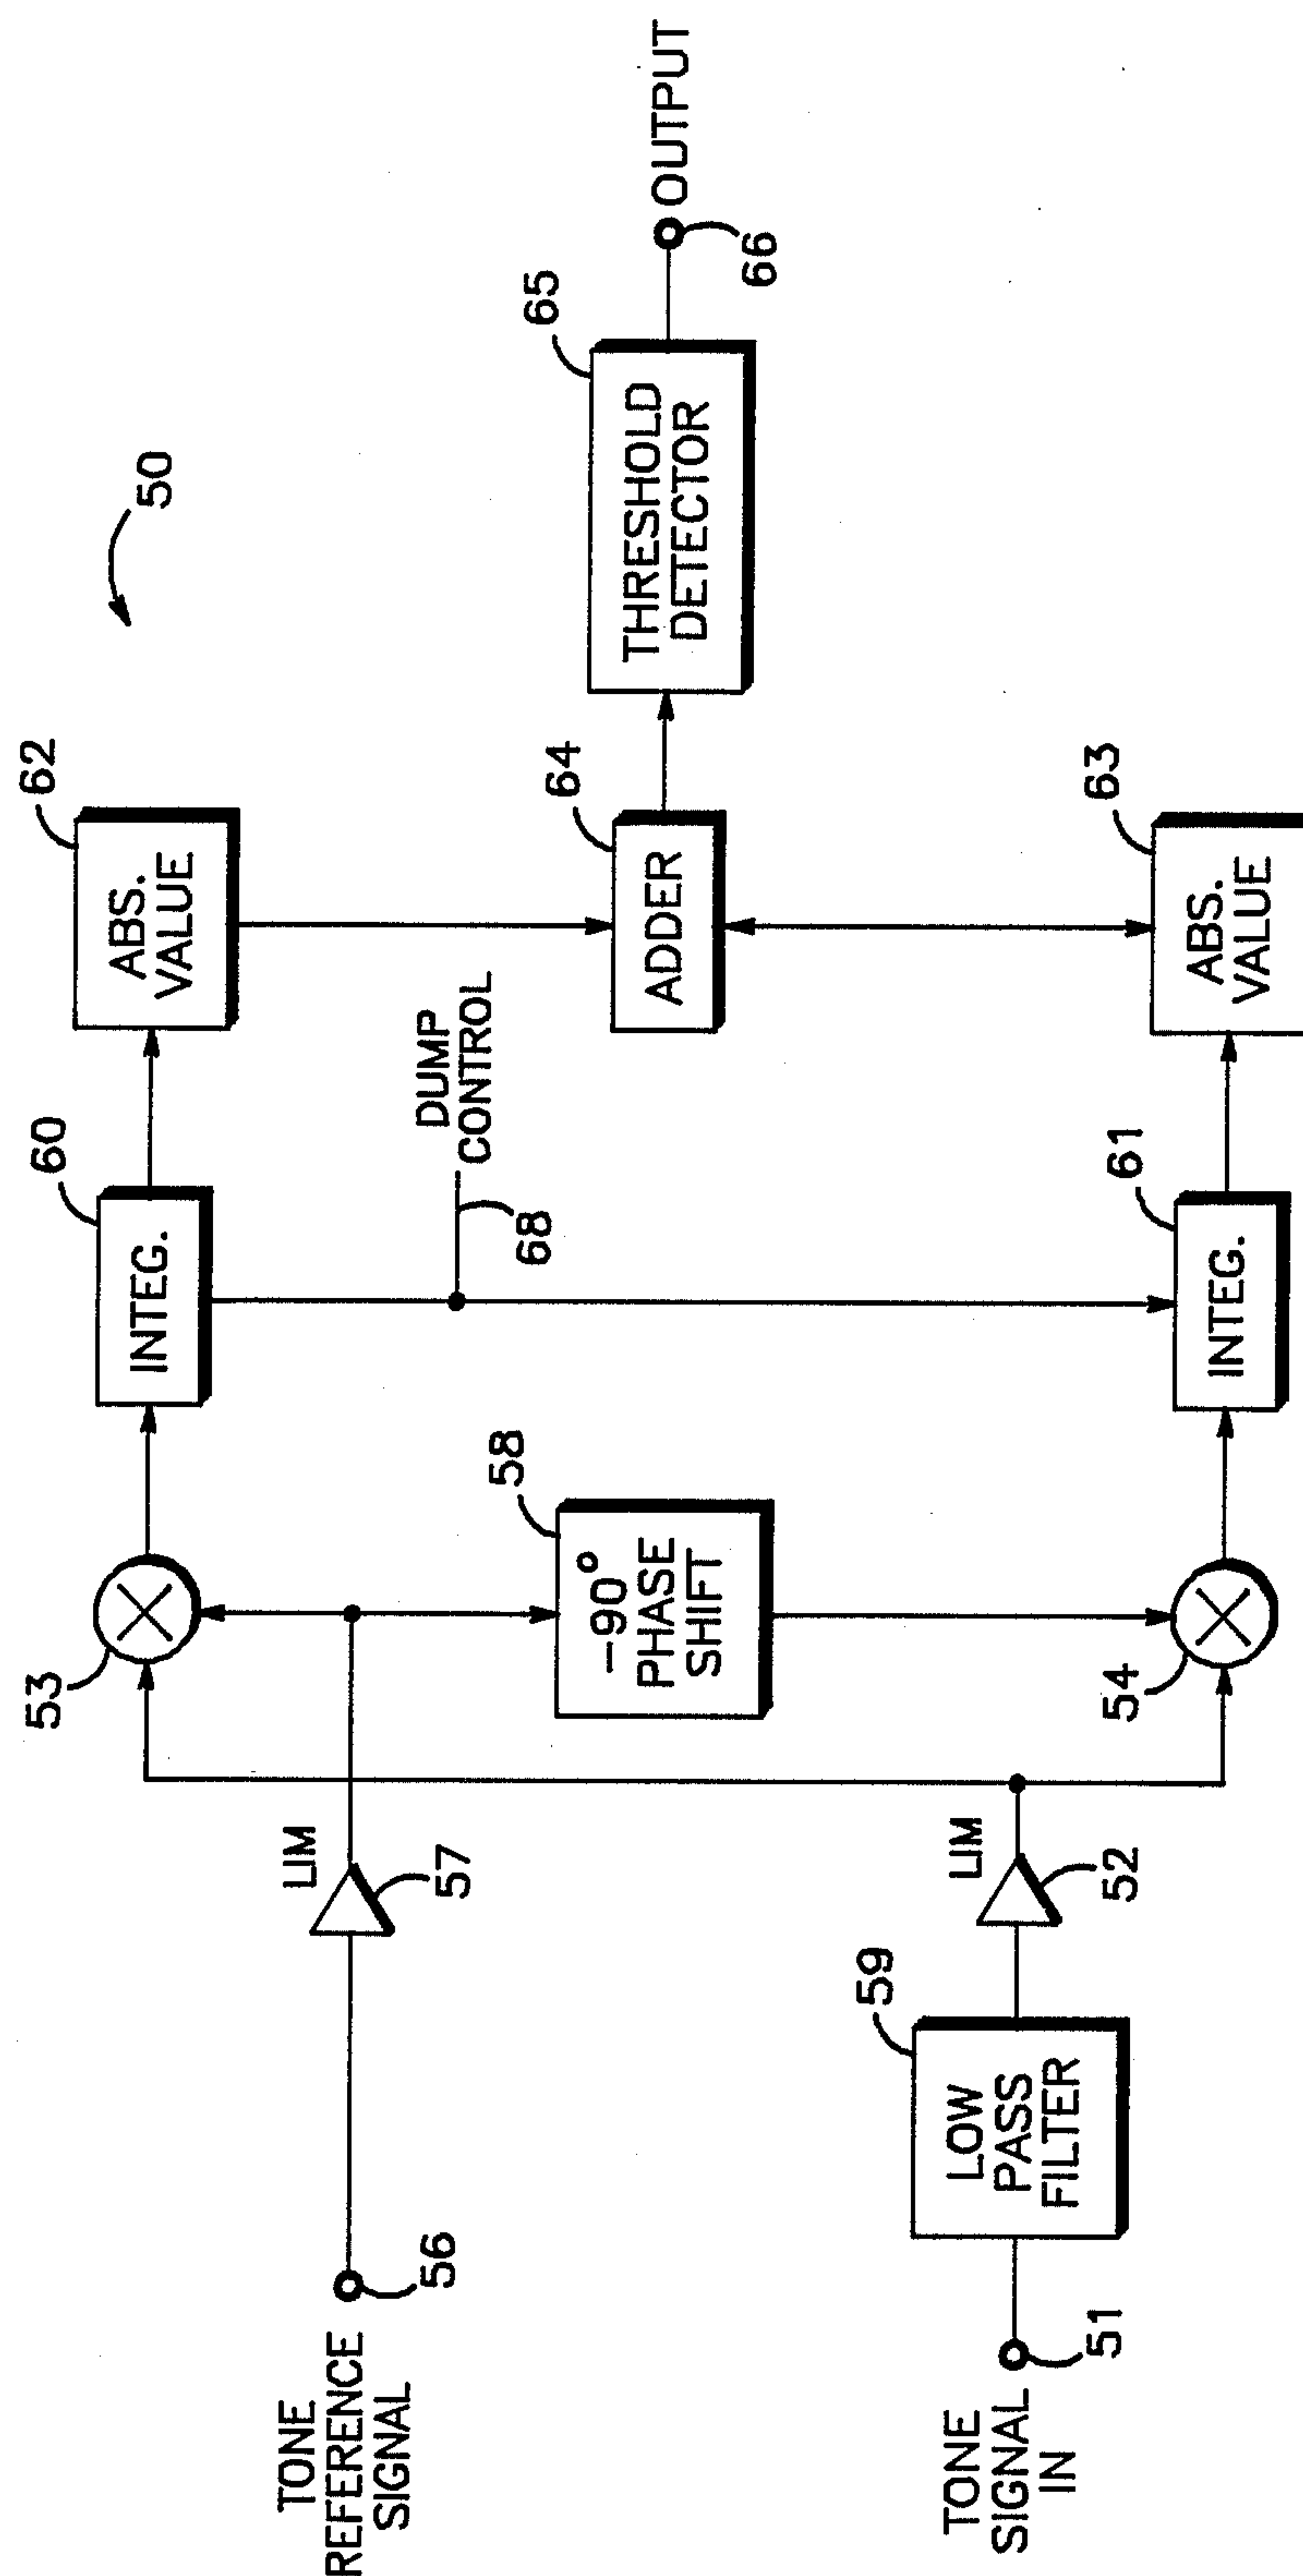 50
TONE
REFERENCE
SIGNAL
56
LIM
57
53
60
INTEG.
62
ABS.
VALUE
DUMP
CONTROL
68
58
-90°
PHASE
SHIFT
64
ADDER
65
THRESHOLD
DETECTOR
66
OUTPUT
TONE
SIGNAL
IN
51
59
LOW
PASS
FILTER
LIM
52
54
61
INTEG.
63
ABS.
VALUE